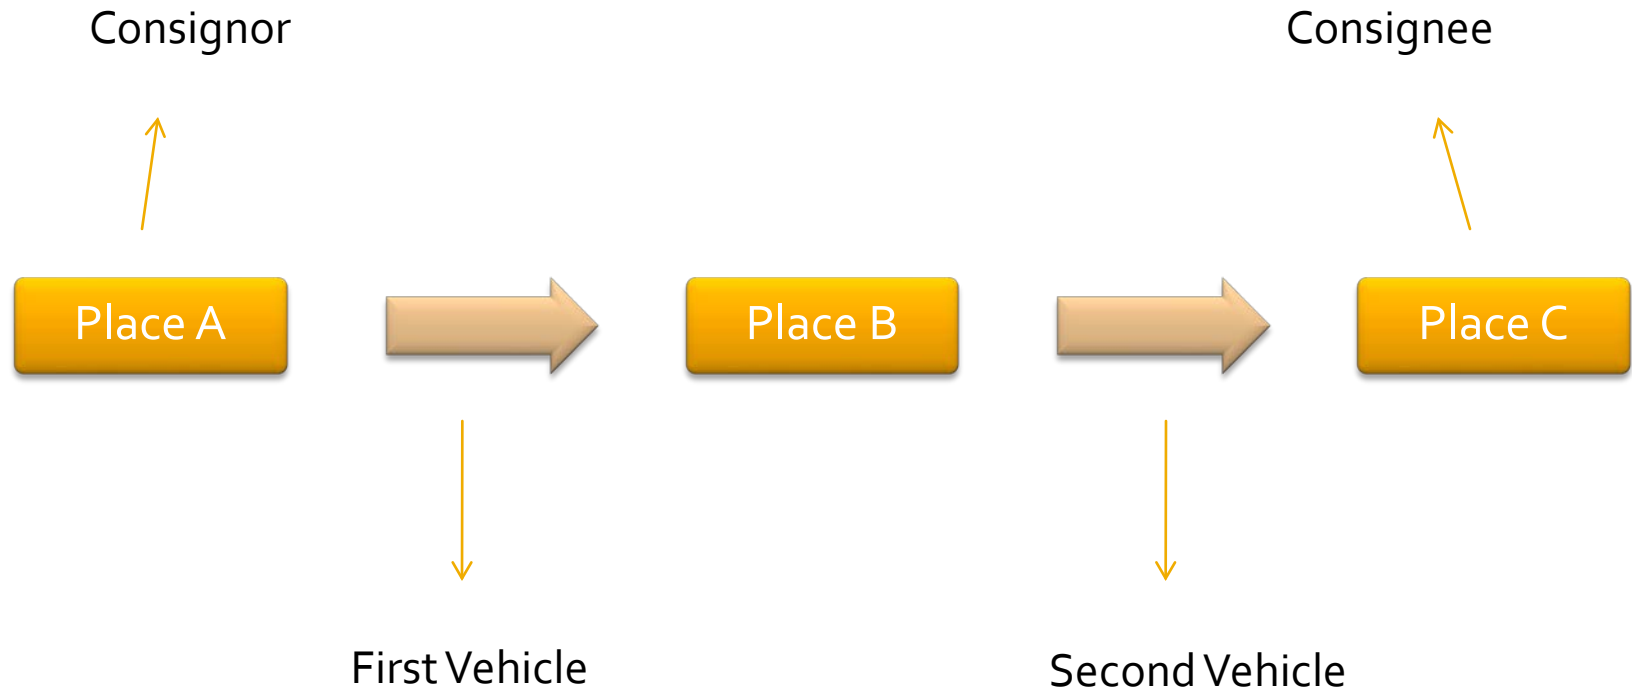 Consignor
Consignee
Place A
Place B
Place C
First Vehicle
Second Vehicle